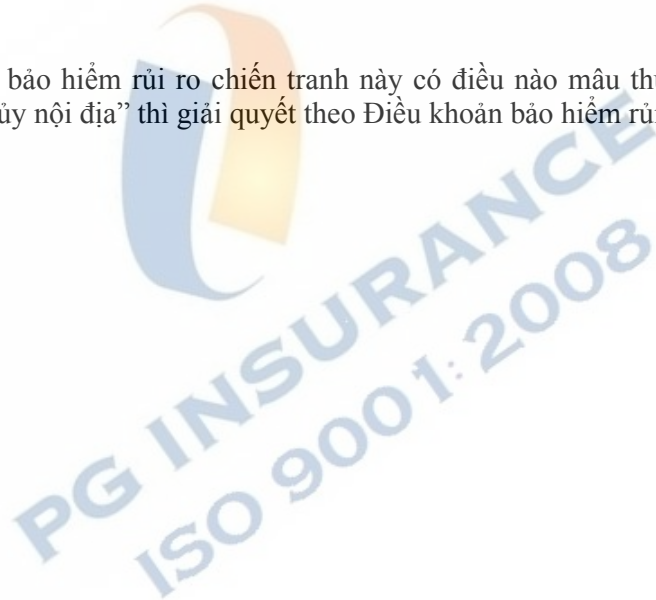 bảo hiểm rủi ro chiến tranh này có điều nào mâu
ủy nội địa” thì giải quyết theo Điều khoản bảo hiểm
PG INSURANCE
ISO 9001: 2008